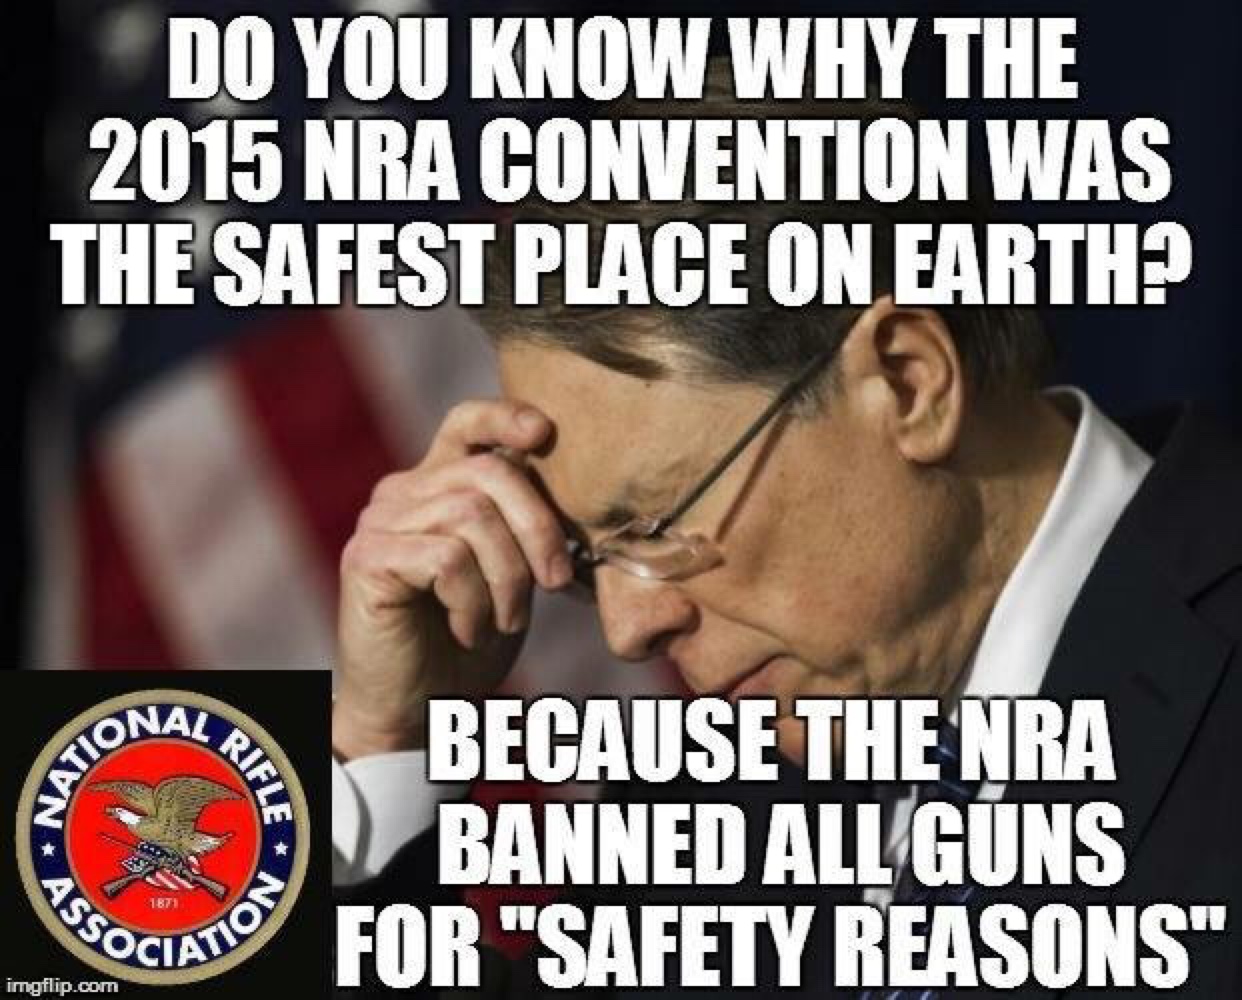 DO YOU KNOW WHY THE
2015 NRA CONVENTION WAS
THE SAFEST PLACE ON EARTH?
BECAUSE THE NRA
BANNED ALL GUNS
FOR "SAFETY REASONS"
NATIONAL RIFLE
ASSOCIATION
1871
imgflip.com